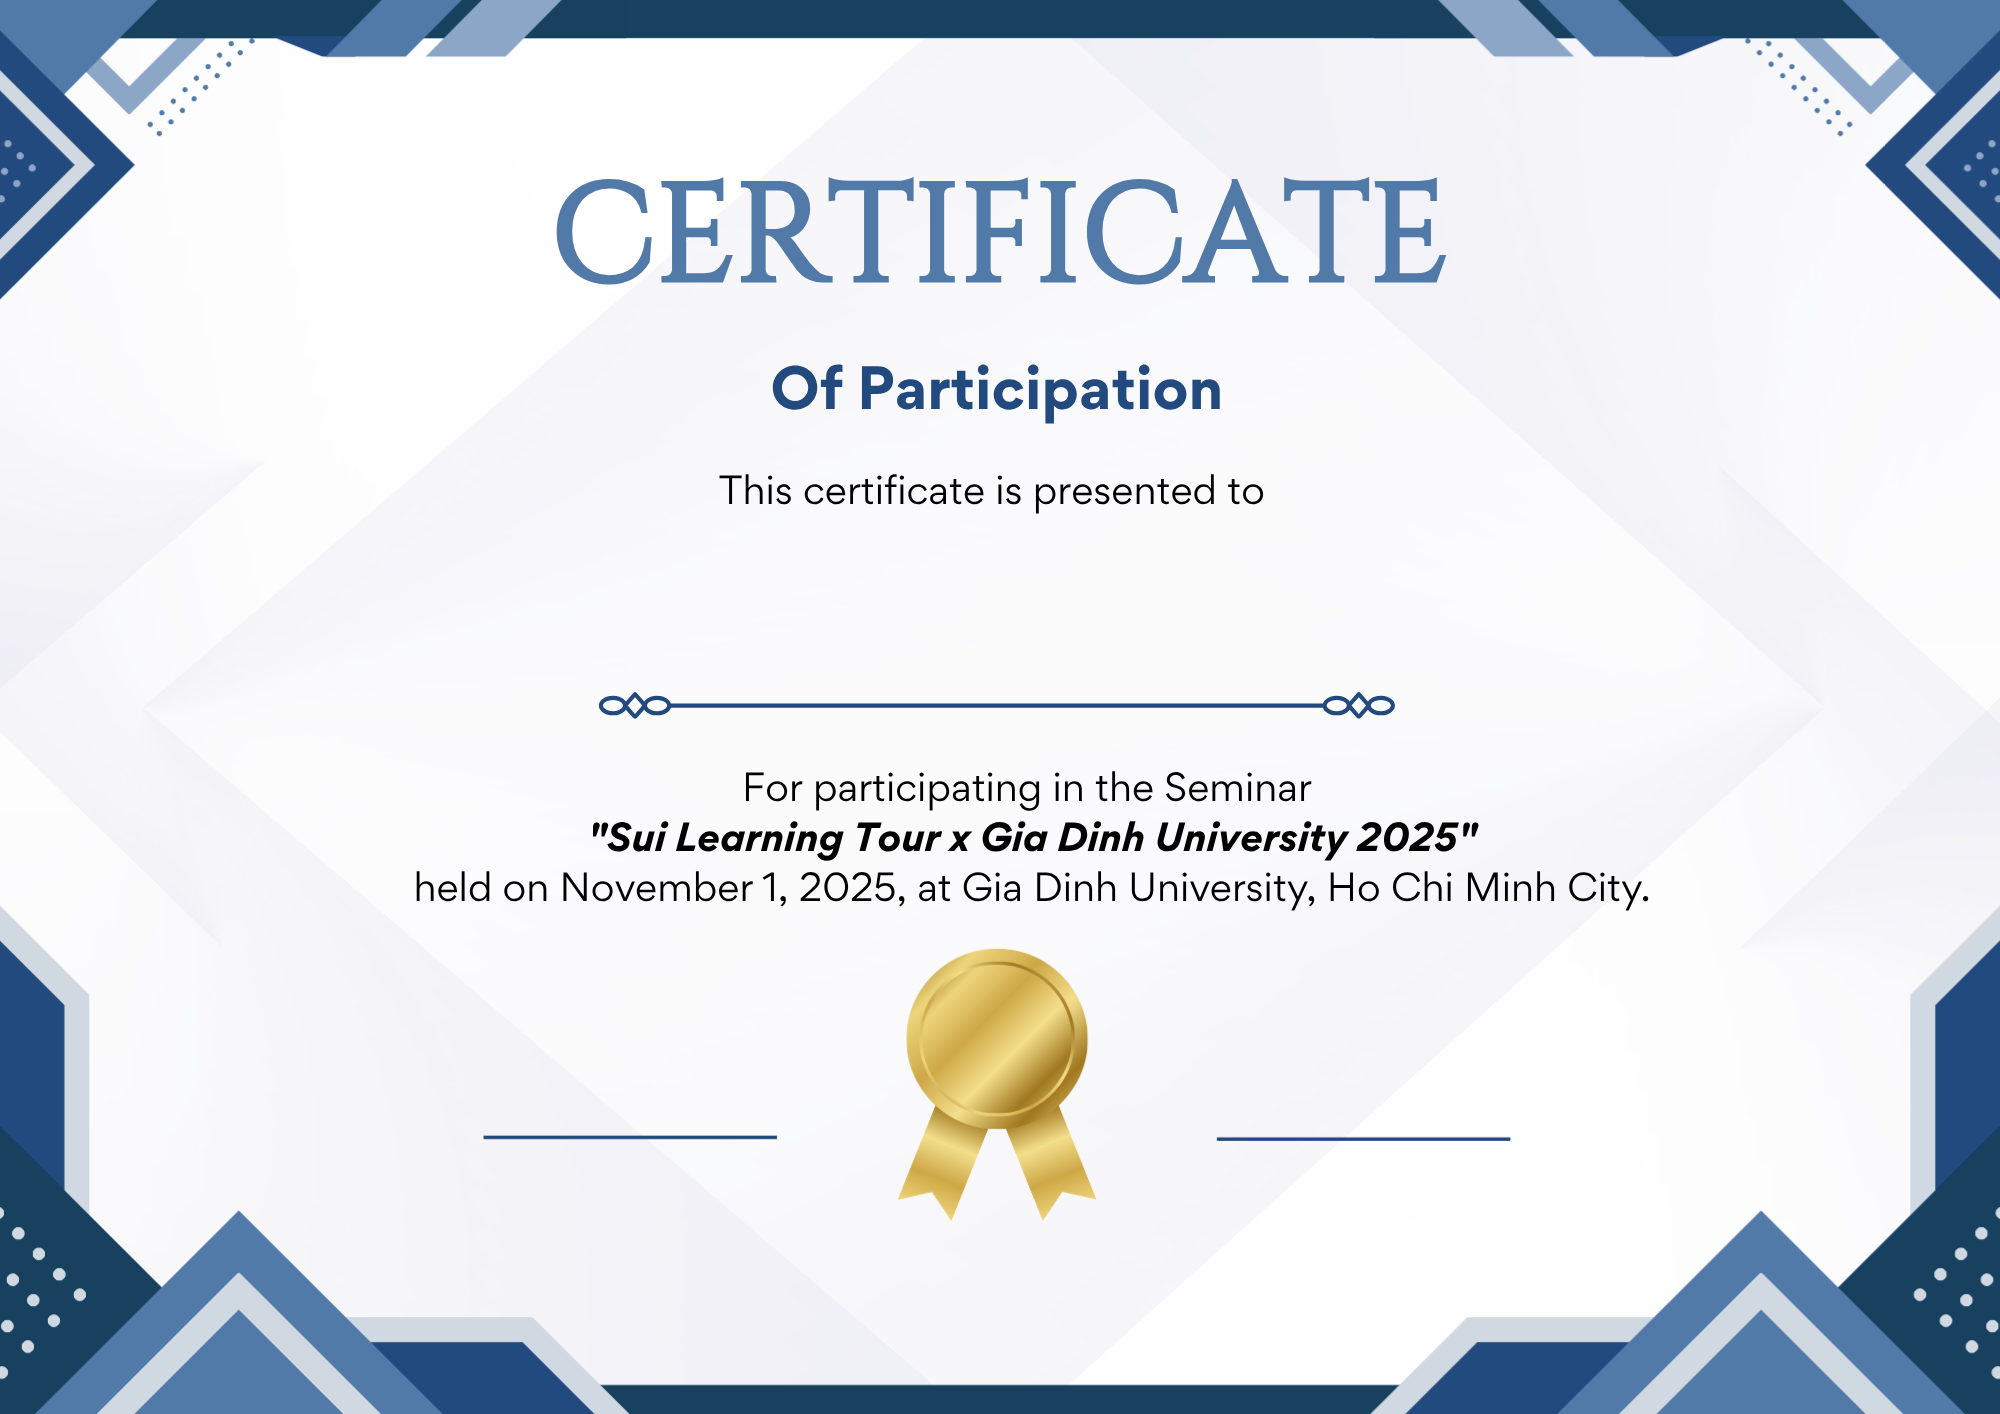 CERTIFICATE
Of Participation
This certificate is presented to
For participating in the Seminar
"Sui Learning Tour x Gia Dinh University 2025"
held on November 1, 2025, at Gia Dinh University, Ho Chi Minh City.